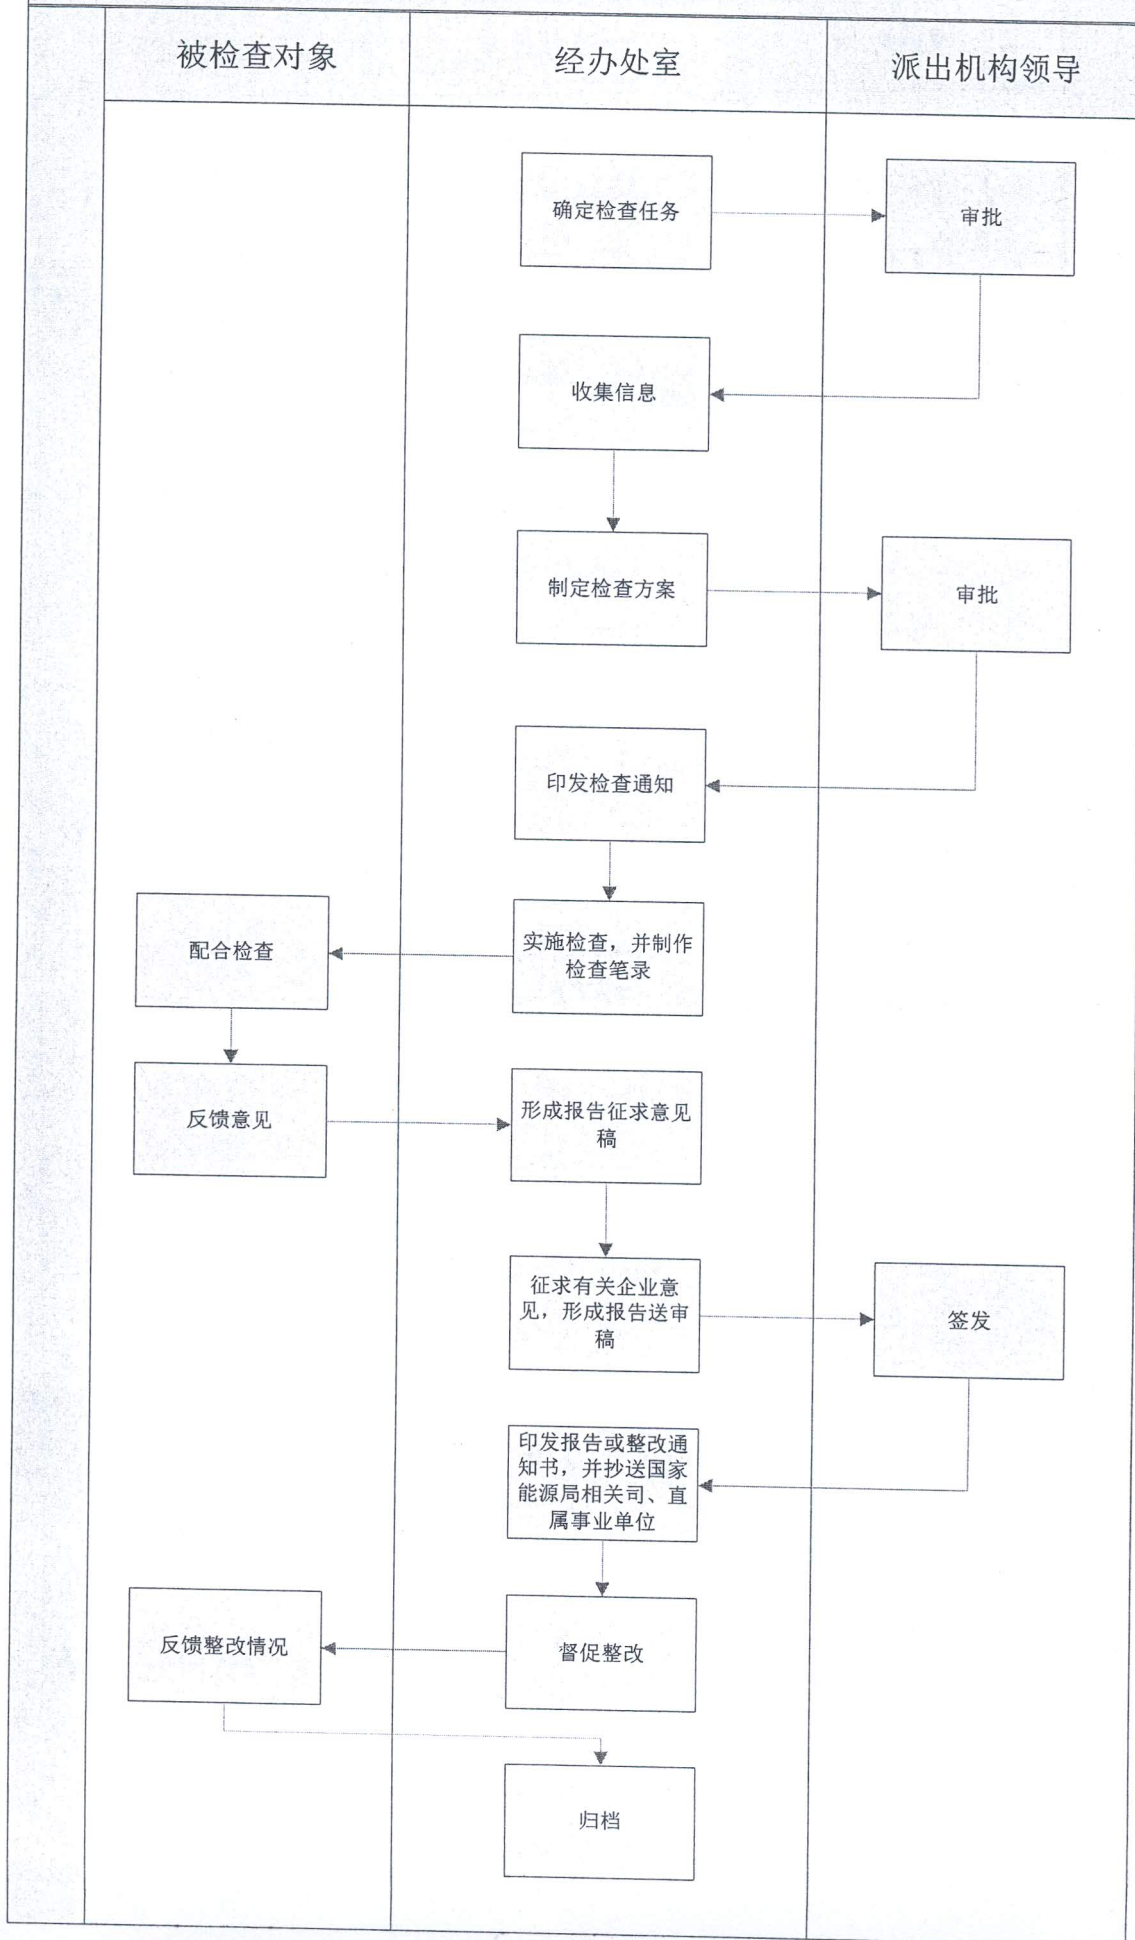 被检查对象
经办处室
派出机构领导
确定检查任务
审批
收集信息
制定检查方案
审批
印发检查通知
配合检查
实施检查，并制作
检查笔录
反馈意见
形成报告征求意见
稿
征求有关企业意
见，形成报告送审
稿
签发
印发报告或整改通
知书，并抄送国家
能源局相关司、直
属事业单位
反馈整改情况
督促整改
归档